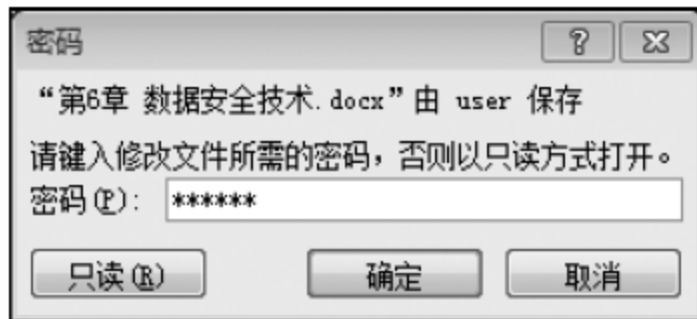 密码
“第6章 数据安全技术.docx”由 user 保存
请键入修改文件所需的密码，否则以只读方式打开。
密码(P)： ******
只读(R) 确定 取消